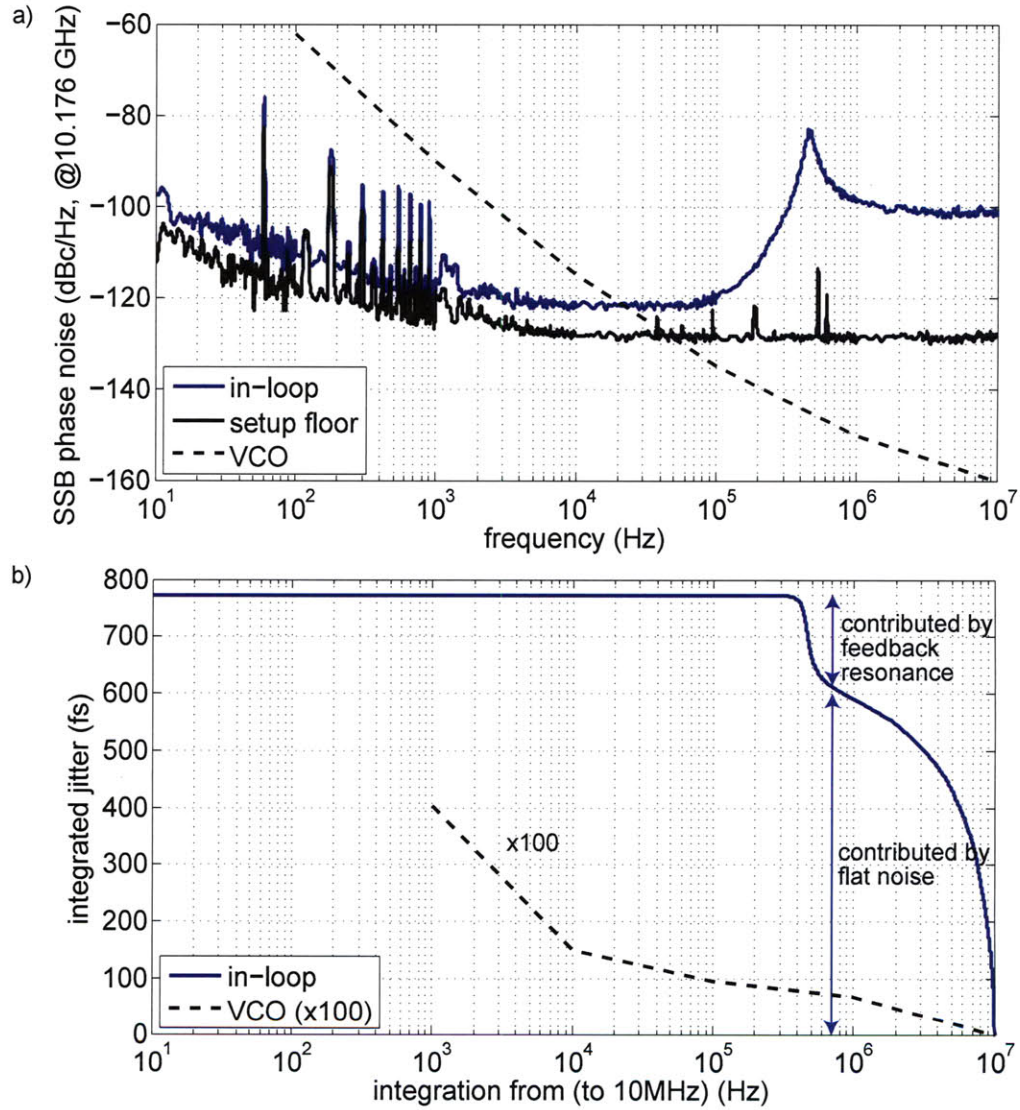 a)
SSB phase noise (dBc/Hz, @10.176 GHz)
−60
−80
−100
−120
−140
−160
in−loop
setup floor
VCO
10^1
10^2
10^3
10^4
10^5
10^6
10^7
frequency (Hz)
b)
integrated jitter (fs)
800
700
600
500
400
300
200
100
0
contributed by
feedback
resonance
x100
contributed by
flat noise
in−loop
VCO (x100)
10^1
10^2
10^3
10^4
10^5
10^6
10^7
integration from (to 10MHz) (Hz)